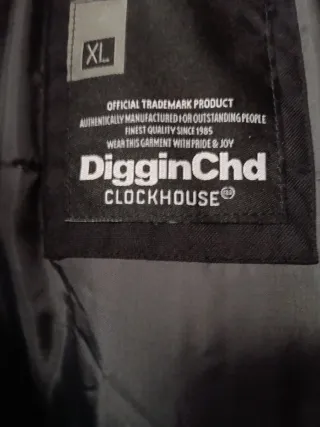 XL
OFFICIAL TRADEMARK PRODUCT
AUTHENTICALLY MANUFACTURED FOR OUTSTANDING PEOPLE
FINEST QUALITY SINCE 1985
WEAR THIS GARMENT WITH PRIDE & JOY
DigginChd
CLOCKHOUSE